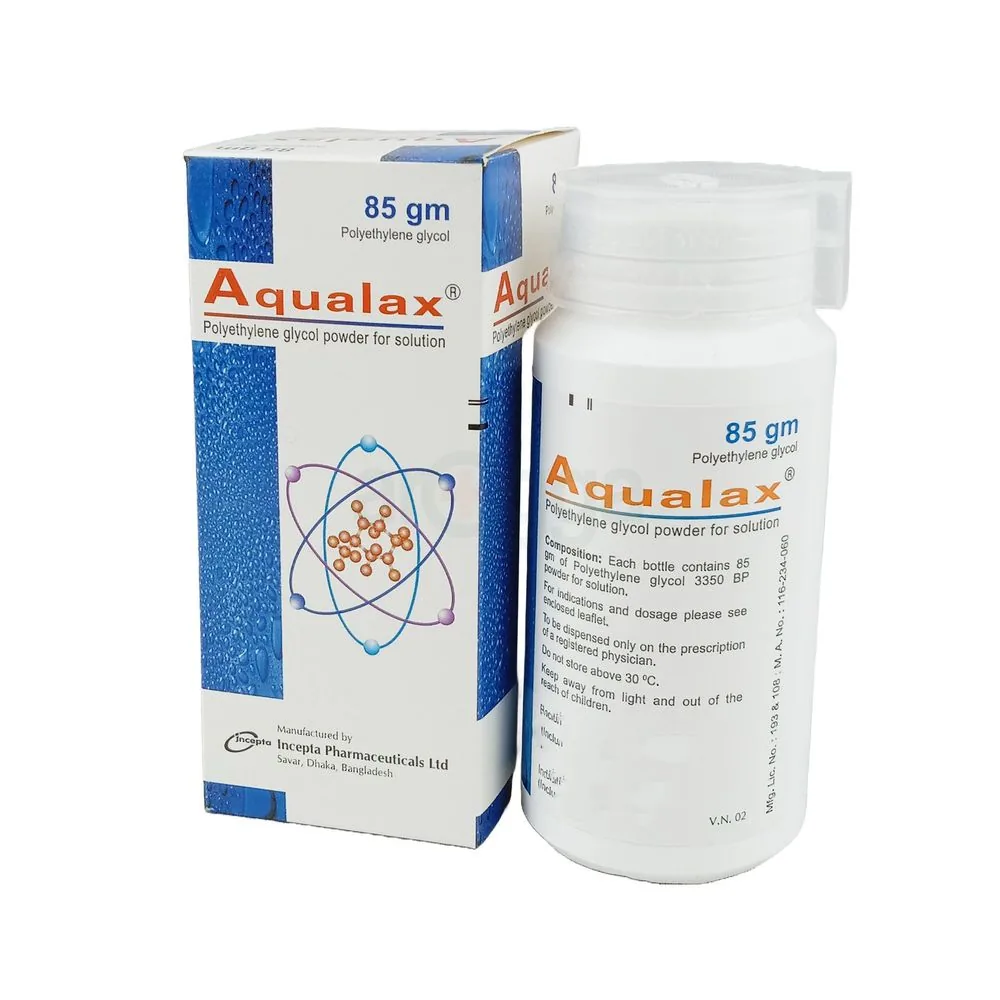 85 gm
Polyethylene glycol
Aqualax®
Polyethylene glycol powder for solution
incepta
Manufactured by
Incepta Pharmaceuticals Ltd
Savar, Dhaka, Bangladesh
Aqua
Polyethylene glycol
85 gm
Polyethylene glycol
Aqualax®
Polyethylene glycol powder for solution
Composition: Each bottle contains 85
gm of Polyethylene glycol 3350 BP
powder for solution.
For indications and dosage please see
enclosed leaflet.
To be dispensed only on the prescription
of a registered physician.
Do not store above 30 ºC.
Keep away from light and out of the
reach of children.
V.N. 02
Mfg. Lic. No.: 193 & 108 : M. A. No.: 116-234-060